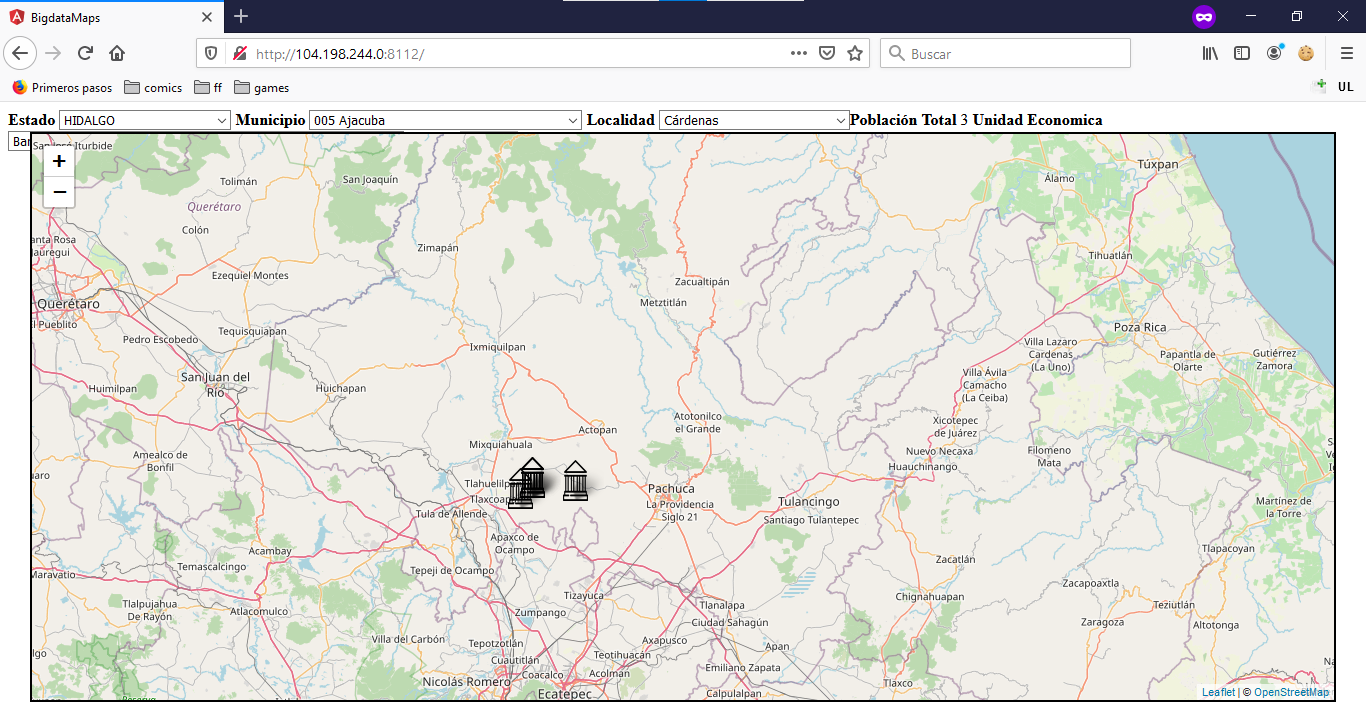 BigdataMaps
http://104.198.244.0:8112/
Buscar
Primeros pasos comics ff games UL
Estado HIDALGO Municipio 005 Ajacuba Localidad Cárdenas Población Total 3 Unidad Economica
Ban
San José Iturbide
+
−
Tolimán
San Joaquín
Túxpan
Álamo
Querétaro
Colón
Zimapán
Tihuatlán
Ezequiel Montes
Zacualtipán
Metztitlán
Querétaro
El Pueblito
Pedro Escobedo
Tequisquiapan
Poza Rica
Ixmiquilpan
Villa Lazaro
Cardenas
(La Uno)
Papantla de
Olarte
Gutiérrez
Zamora
San Juan del
Río
Huimilpan
Huichapan
Villa Ávila
Camacho
(La Ceiba)
Atotonilco
el Grande
Actopan
Xicotepec
de Juárez
Mixquiahuala
Nuevo Necaxa
Filomeno
Mata
Amealco de
Bonfil
Huauchinango
Tlahuelilpan
Pachuca
Tlaxcoap
La Providencia
Siglo 21
Tulancingo
Martínez de
la Torre
Tula de Allende
Santiago Tulantepec
Apaxco de
Ocampo
Acambay
Tlapacoyan
Temascalcingo
Zacatlán
Maravatio
Tepeji de Ocampo
Zacapoaxtla
Tizayuca
Chignahuapan
Tlalpujahua
De Rayón
Atlacomulco
Zumpango
Tlanalapa
Teziutlán
Ciudad Sahagún
Zaragoza
Altotonga
Villa del Carbón
Tepotzotlán
Axapusco
Apan
Cuautitlán
Teotihuacán
Emiliano Zapata
Coacalco
Acolman
Nicolás Romero
Tlaxco
Ecatepec
Calpulalpan
Leaflet | © OpenStreetMap